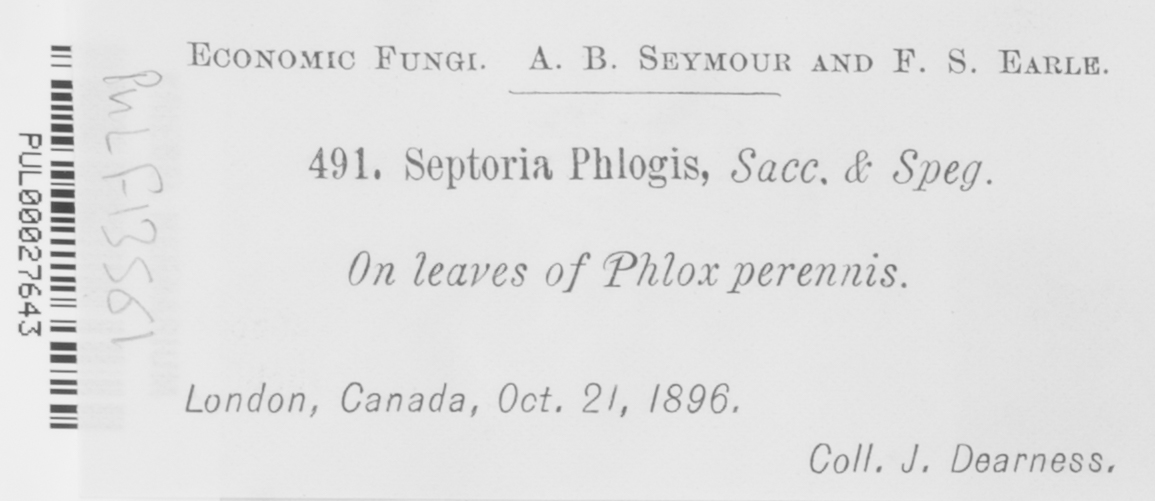 ECONOMIC FUNGI. A. B. SEYMOUR AND F. S. EARLE.
491. Septoria Phlogis, Sacc. & Speg.
On leaves of Phlox perennis.
London, Canada, Oct. 21, 1896.
Coll. J. Dearness.
PUL00027643
PUL F13561